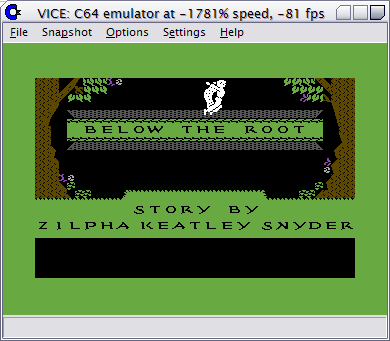 VICE: C64 emulator at -1781% speed, -81 fps
File Snapshot Options Settings Help
BELOW THE ROOT
STORY BY
ZILPHA KEATLEY SNYDER